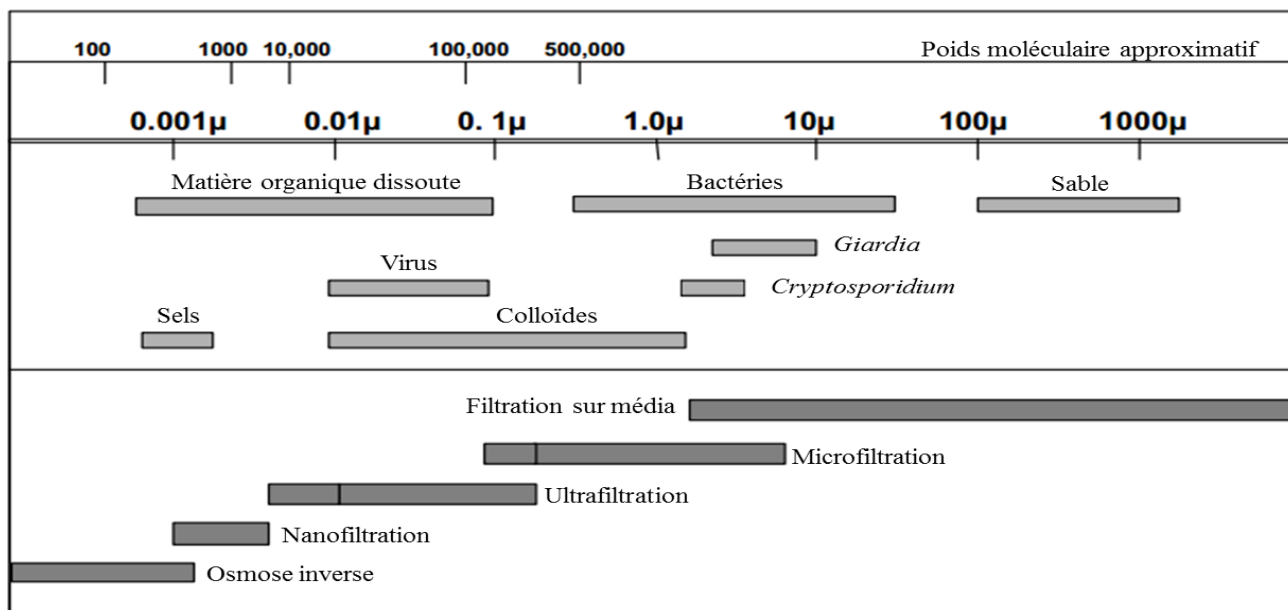 100 1000 10,000 100,000 500,000 Poids moléculaire approximatif
0.001µ 0.01µ 0. 1µ 1.0µ 10µ 100µ 1000µ
Matière organique dissoute Bactéries Sable
Giardia
Virus
Cryptosporidium
Sels Colloïdes
Filtration sur média
Microfiltration
Ultrafiltration
Nanofiltration
Osmose inverse